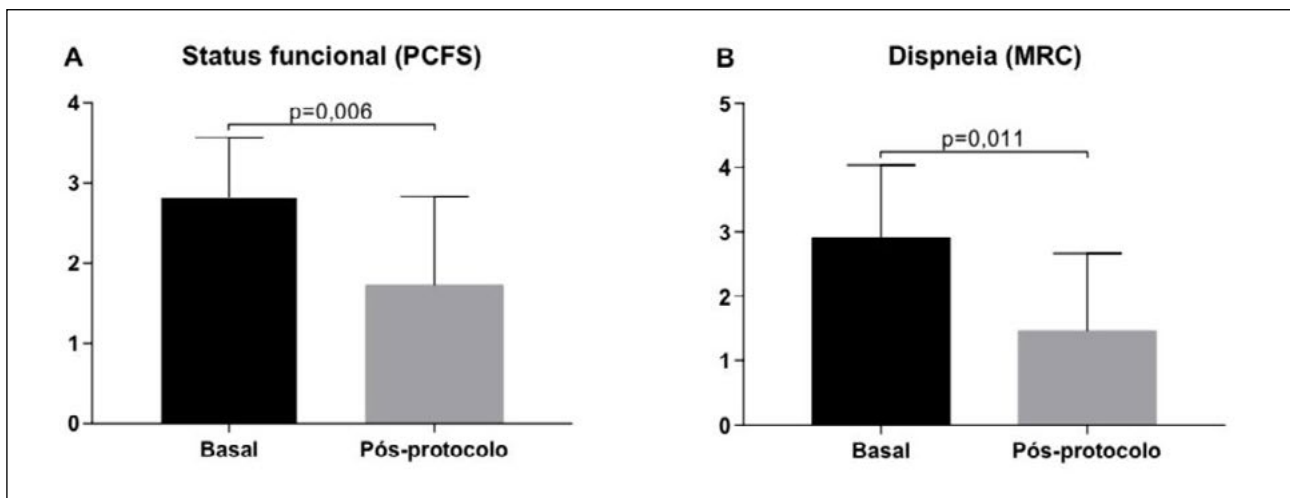 A Status funcional (PCFS)
4
3
2
1
0
p=0,006
Basal Pós-protocolo
B Dispneia (MRC)
5
4
3
2
1
0
p=0,011
Basal Pós-protocolo